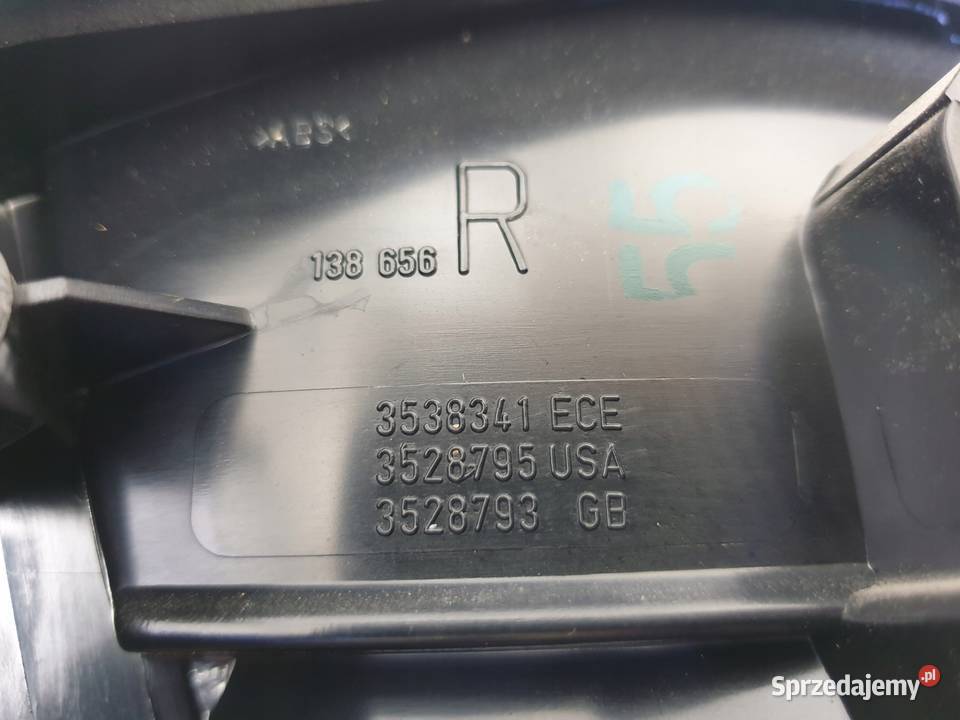 >ABS<
138 656 R
55
3538341 ECE
3528795 USA
3528793 GB
Sprzedajemy.pl